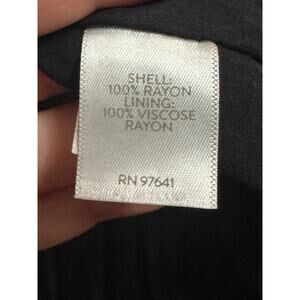 SHELL:
100% RAYON
LINING:
100% VISCOSE
RAYON
RN 97641